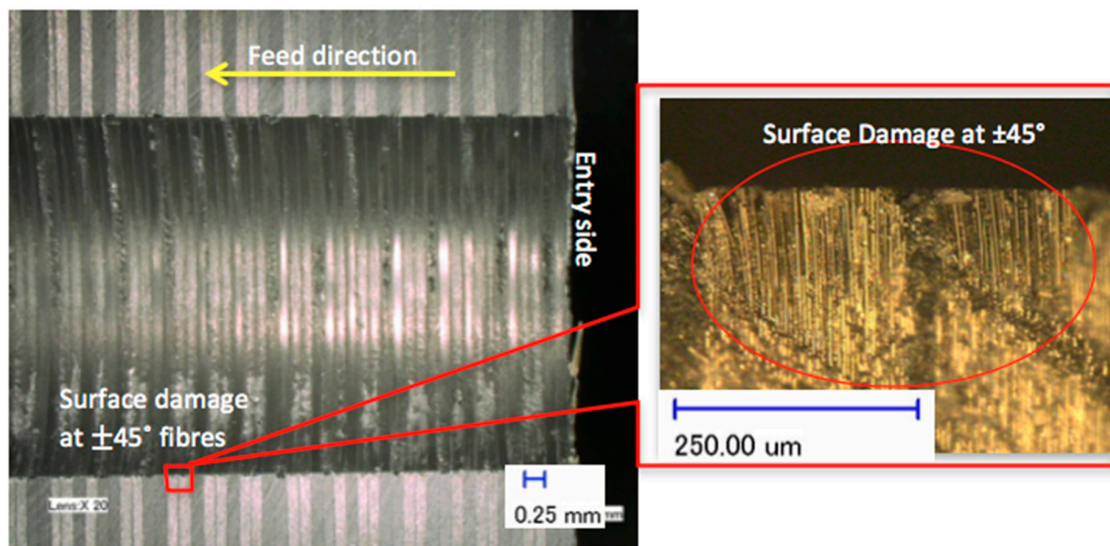 Feed direction
Entry side
Surface damage
at ±45° fibres
Lens:X 20
0.25 mm
mm
Surface Damage at ±45°
250.00 um